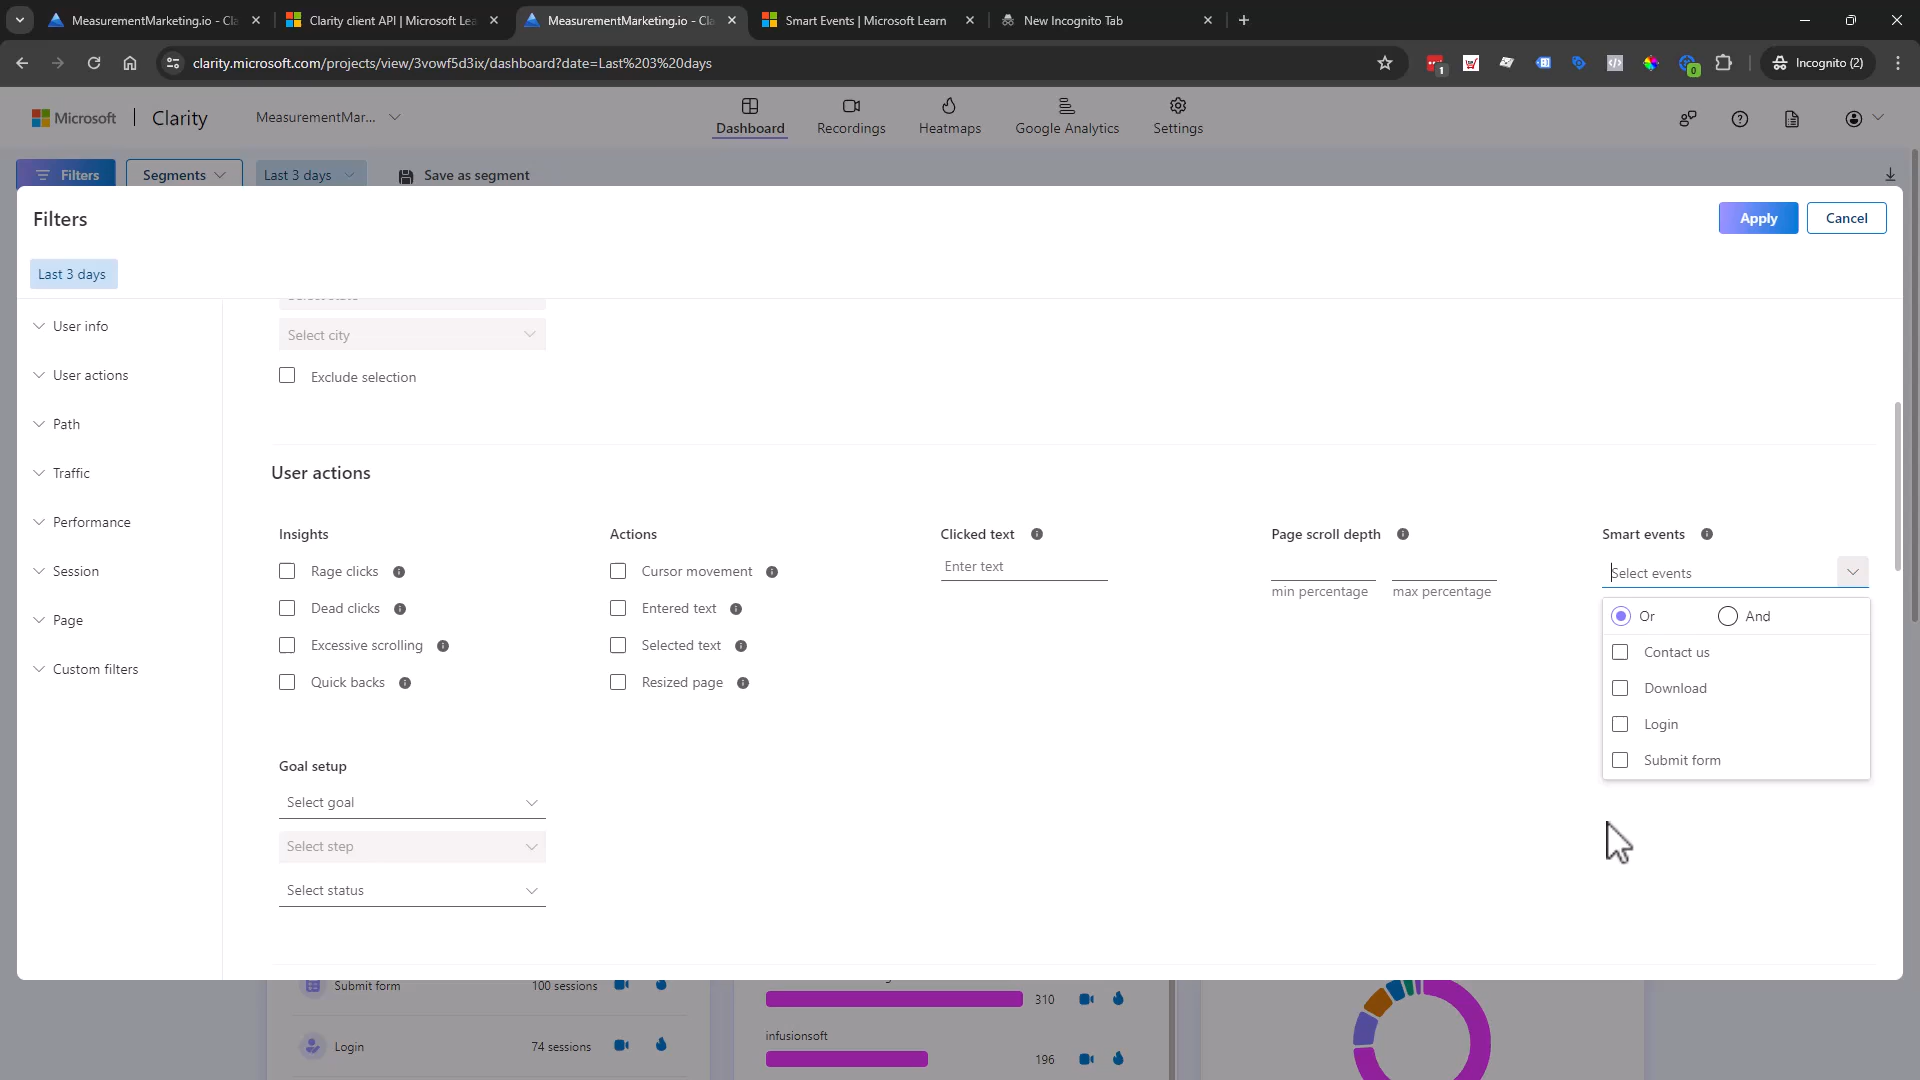 MeasurementMarketing.io - Cla
Clarity client API | Microsoft Lea
MeasurementMarketing.io - Cla
Smart Events | Microsoft Learn
New Incognito Tab
clarity.microsoft.com/projects/view/3vowf5d3ix/dashboard?date=Last%203%20days
1
0
Incognito (2)
Microsoft | Clarity
MeasurementMar...
Dashboard
Recordings
Heatmaps
Google Analytics
Settings
Filters
Segments
Last 3 days
Save as segment
Filters
Apply
Cancel
Last 3 days
User info
User actions
Path
Traffic
Performance
Session
Page
Custom filters
Select city
Exclude selection
User actions
Insights
Rage clicks
Dead clicks
Excessive scrolling
Quick backs
Actions
Cursor movement
Entered text
Selected text
Resized page
Clicked text
Enter text
Page scroll depth
min percentage
max percentage
Smart events
Select events
Or
And
Contact us
Download
Login
Submit form
Goal setup
Select goal
Select step
Select status
Submit form
100 sessions
Login
74 sessions
310
infusionsoft
196